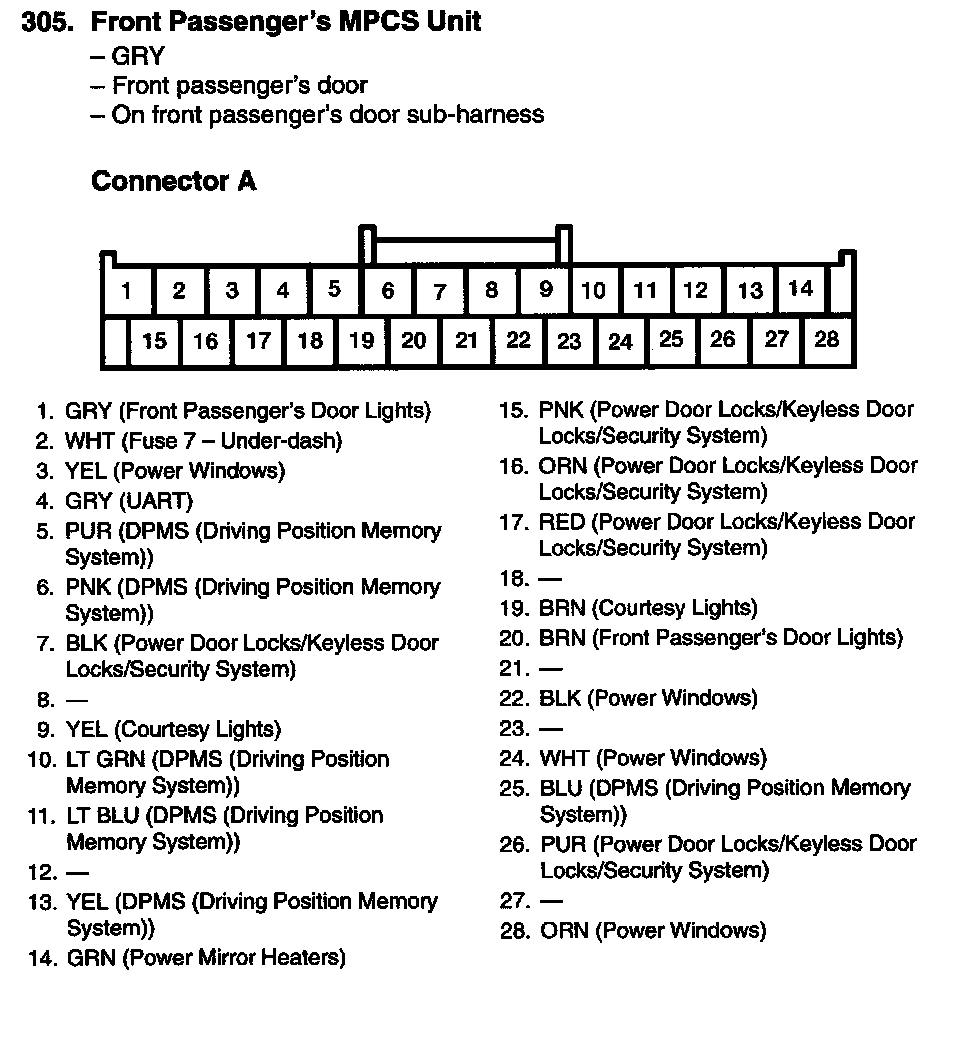 305. Front Passenger's MPCS Unit
– GRY
– Front passenger's door
– On front passenger's door sub-harness
Connector A
1 2 3 4 5 6 7 8 9 10 11 12 13 14
15 16 17 18 19 20 21 22 23 24 25 26 27 28
1. GRY (Front Passenger's Door Lights)
2. WHT (Fuse 7 – Under-dash)
3. YEL (Power Windows)
4. GRY (UART)
5. PUR (DPMS (Driving Position Memory
System))
6. PNK (DPMS (Driving Position Memory
System))
7. BLK (Power Door Locks/Keyless Door
Locks/Security System)
8. —
9. YEL (Courtesy Lights)
10. LT GRN (DPMS (Driving Position
Memory System))
11. LT BLU (DPMS (Driving Position
Memory System))
12. —
13. YEL (DPMS (Driving Position Memory
System))
14. GRN (Power Mirror Heaters)
15. PNK (Power Door Locks/Keyless Door
Locks/Security System)
16. ORN (Power Door Locks/Keyless Door
Locks/Security System)
17. RED (Power Door Locks/Keyless Door
Locks/Security System)
18. —
19. BRN (Courtesy Lights)
20. BRN (Front Passenger's Door Lights)
21. —
22. BLK (Power Windows)
23. —
24. WHT (Power Windows)
25. BLU (DPMS (Driving Position Memory
System))
26. PUR (Power Door Locks/Keyless Door
Locks/Security System)
27. —
28. ORN (Power Windows)